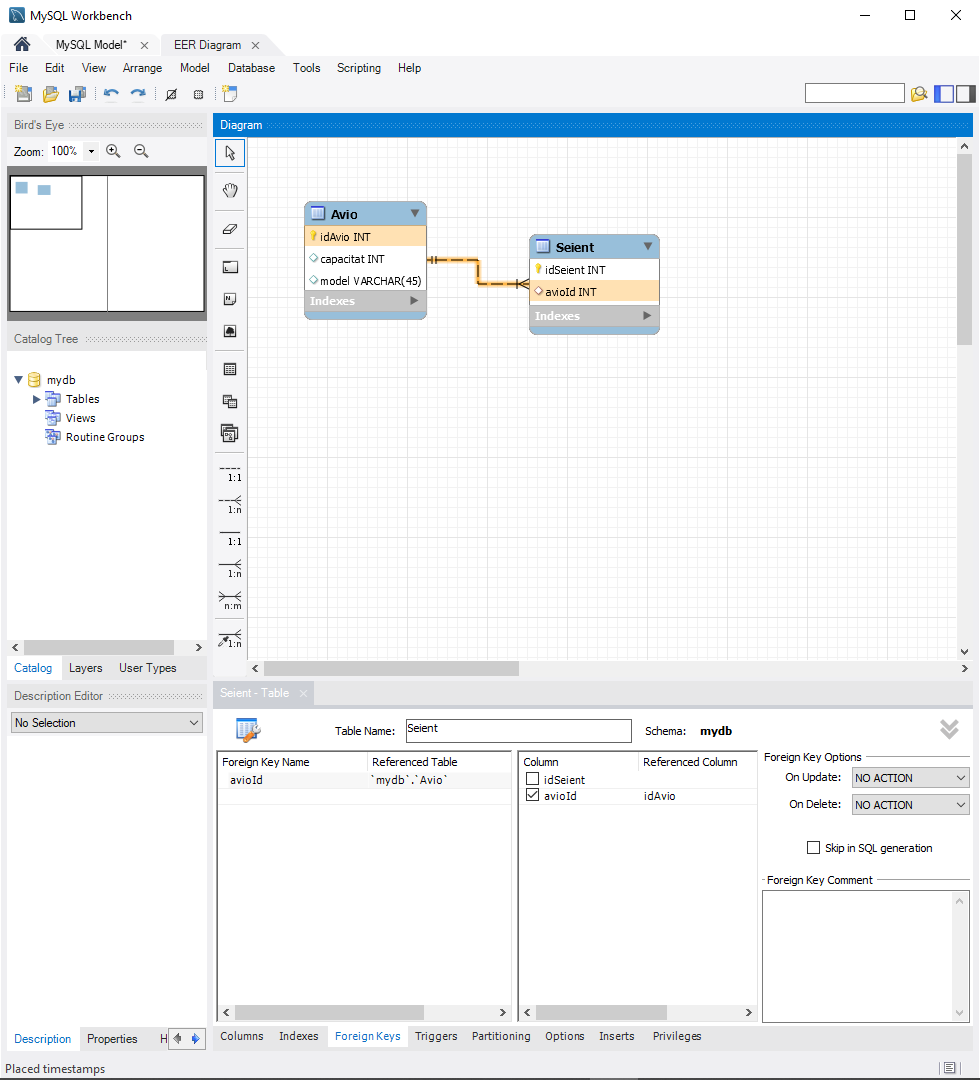 MySQL Workbench
MySQL Model* EER Diagram
File Edit View Arrange Model Database Tools Scripting Help
Bird's Eye
Zoom: 100%
Diagram
Avio
idAvio INT
capacitat INT
model VARCHAR(45)
Indexes
Seient
idSeient INT
avioId INT
Indexes
Catalog Tree
mydb
Tables
Views
Routine Groups
1:1
1:n
1:1
1:n
n:m
1:n
Catalog Layers User Types
Description Editor
No Selection
Seient - Table
Table Name: Seient Schema: mydb
Foreign Key Name Referenced Table
avioId `mydb`.`Avio`
Column Referenced Column
idSeient
avioId idAvio
Foreign Key Options
On Update: NO ACTION
On Delete: NO ACTION
Skip in SQL generation
Foreign Key Comment
Description Properties H
Columns Indexes Foreign Keys Triggers Partitioning Options Inserts Privileges
Placed timestamps